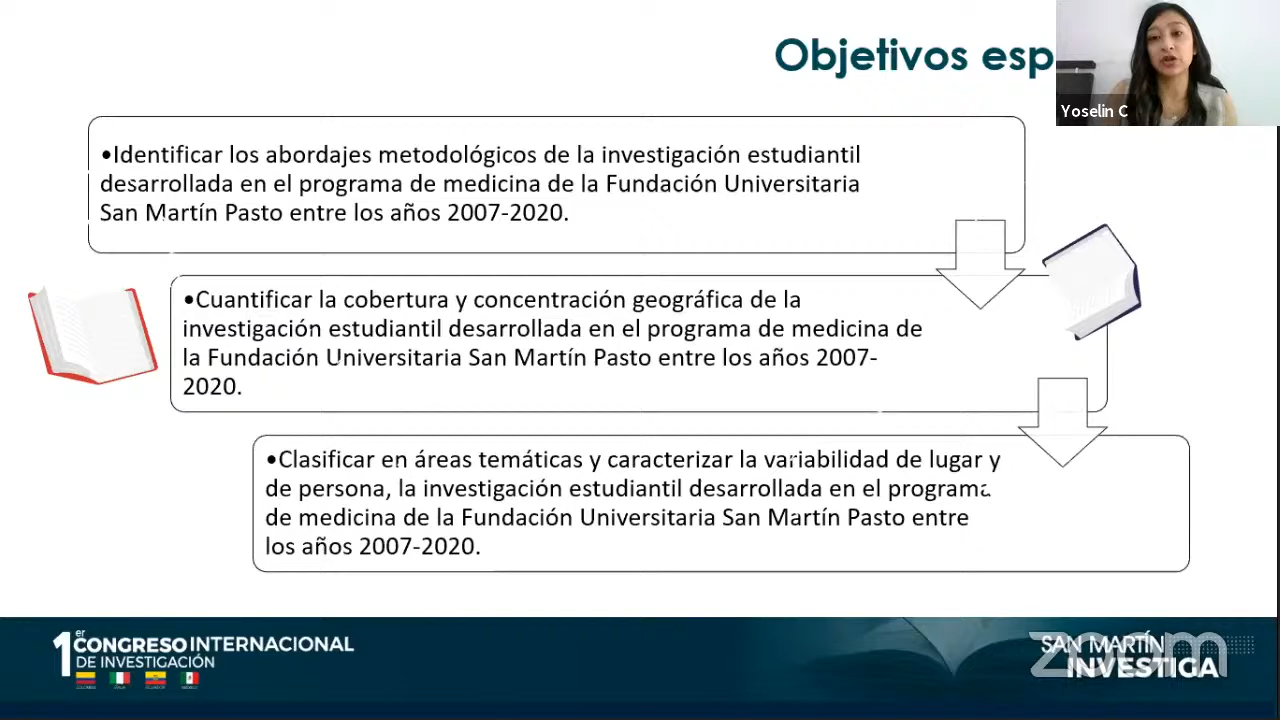 Objetivos esp
Yoselin C
•Identificar los abordajes metodológicos de la investigación estudiantil
desarrollada en el programa de medicina de la Fundación Universitaria
San Martín Pasto entre los años 2007-2020.
•Cuantificar la cobertura y concentración geográfica de la
investigación estudiantil desarrollada en el programa de medicina de
la Fundación Universitaria San Martín Pasto entre los años 2007-
2020.
•Clasificar en áreas temáticas y caracterizar la variabilidad de lugar y
de persona, la investigación estudiantil desarrollada en el programa
de medicina de la Fundación Universitaria San Martín Pasto entre
los años 2007-2020.
1er CONGRESO INTERNACIONAL
DE INVESTIGACIÓN
COLOMBIA ITALIA ECUADOR MÉXICO
SAN MARTÍN
INVESTIGA
zoom